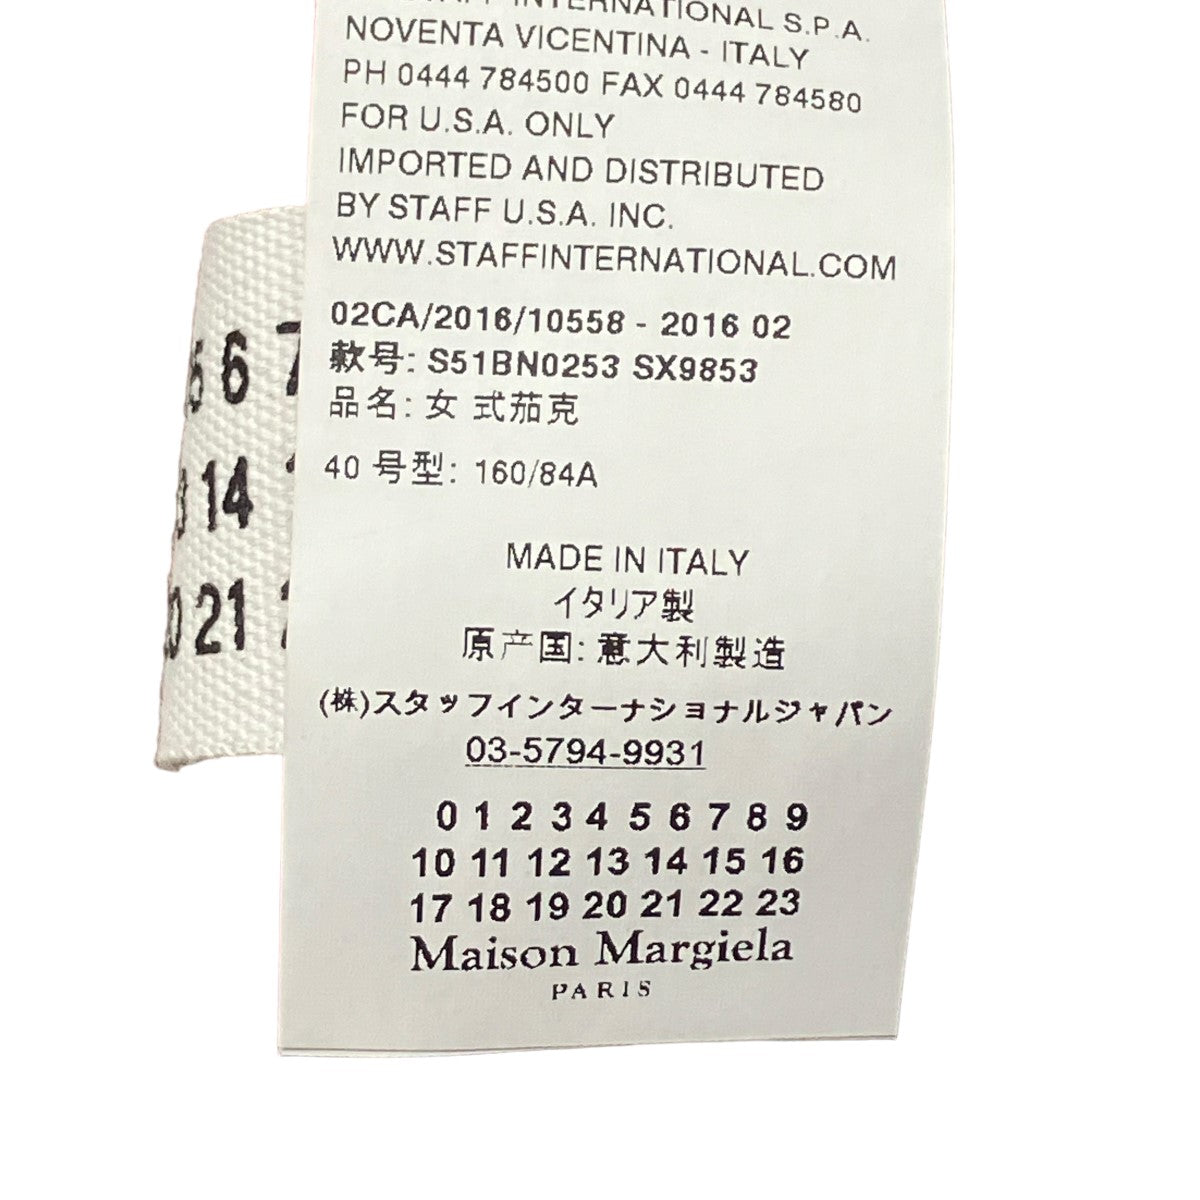 STAFF INTERNATIONAL S.P.A.
NOVENTA VICENTINA - ITALY
PH 0444 784500 FAX 0444 784580
FOR U.S.A. ONLY
IMPORTED AND DISTRIBUTED
BY STAFF U.S.A. INC.
WWW.STAFFINTERNATIONAL.COM
02CA/2016/10558 - 2016 02
款号: S51BN0253 SX9853
品名: 女 式茄克
40 号型: 160/84A
MADE IN ITALY
イタリア製
原产国: 意大利製造
(株)スタッフインターナショナルジャパン
03-5794-9931
0 1 2 3 4 5 6 7 8 9
10 11 12 13 14 15 16
17 18 19 20 21 22 23
Maison Margiela
PARIS
6 7
14
21